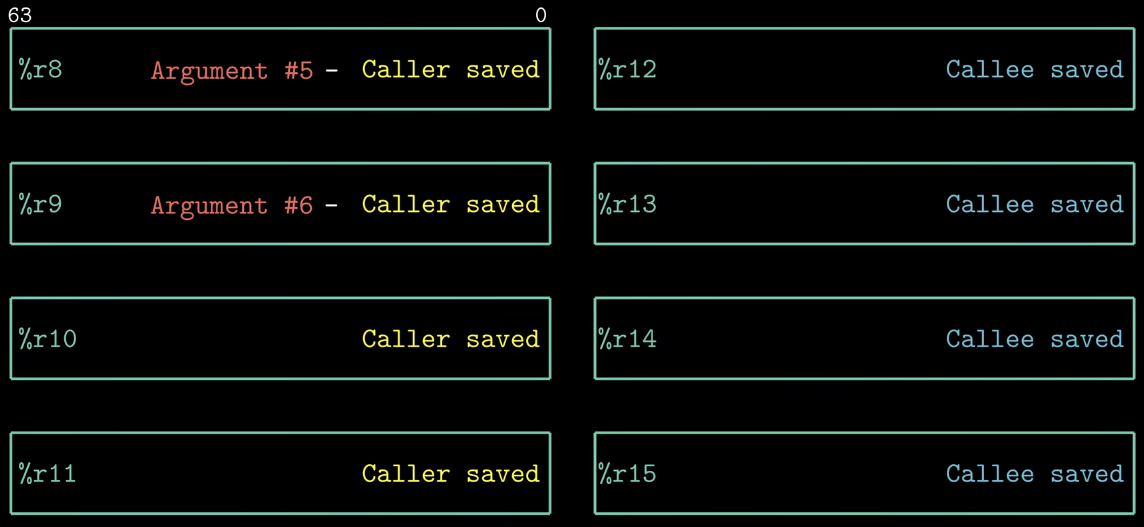 63 0
%r8 Argument #5 - Caller saved
%r12 Callee saved
%r9 Argument #6 - Caller saved
%r13 Callee saved
%r10 Caller saved
%r14 Callee saved
%r11 Caller saved
%r15 Callee saved